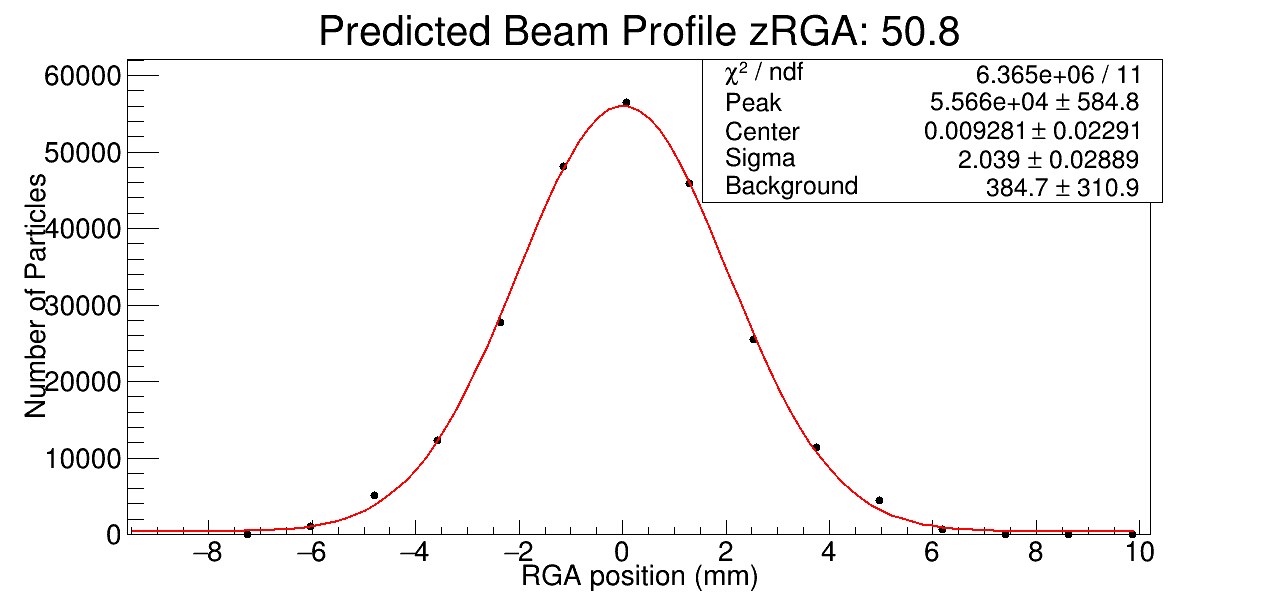 Predicted Beam Profile zRGA: 50.8
χ² / ndf 6.365e+06 / 11
Peak 5.566e+04 ± 584.8
Center 0.009281 ± 0.02291
Sigma 2.039 ± 0.02889
Background 384.7 ± 310.9
Number of Particles
60000
50000
40000
30000
20000
10000
0
−8 −6 −4 −2 0 2 4 6 8 10
RGA position (mm)